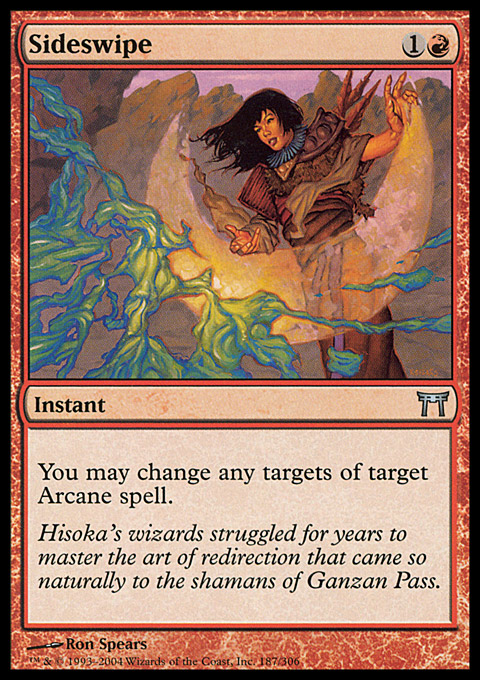 Sideswipe 1
Instant
You may change any targets of target
Arcane spell.
Hisoka's wizards struggled for years to
master the art of redirection that came so
naturally to the shamans of Ganzan Pass.
Ron Spears
™ & © 1993-2004 Wizards of the Coast, Inc. 187/306